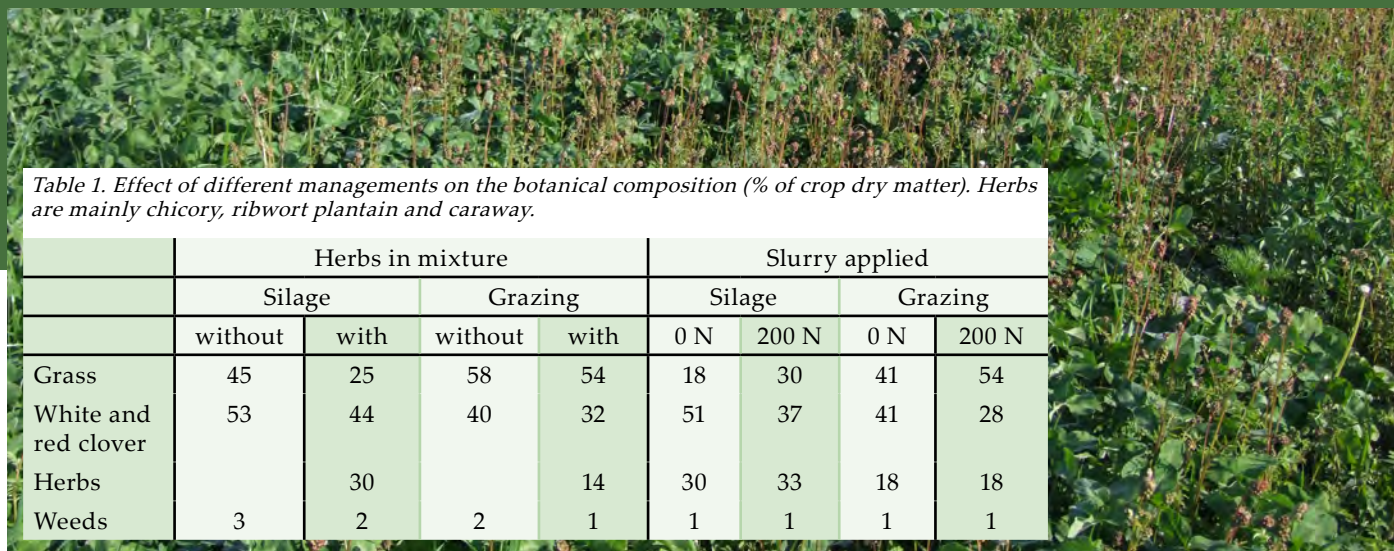 Table 1. Effect of different managements on the botanical composition (% of crop dry matter). Herbs
are mainly chicory, ribwort plantain and caraway.
Herbs in mixture Slurry applied
Silage Grazing Silage Grazing
without with without with 0 N 200 N 0 N 200 N
Grass 45 25 58 54 18 30 41 54
White and 53 44 40 32 51 37 41 28
red clover
Herbs 30 14 30 33 18 18
Weeds 3 2 2 1 1 1 1 1